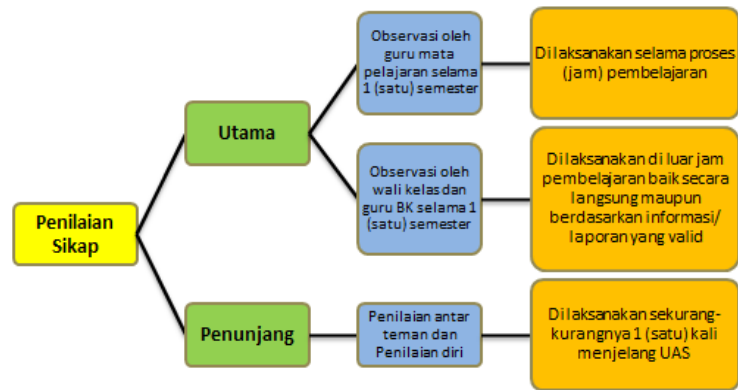 Penilaian
Sikap
Utama
Observasi oleh
guru mata
pelajaran selama
1 (satu) semester
Dilaksanakan selama proses
(jam) pembelajaran
Observasi oleh
wali kelas dan
guru BK selama 1
(satu) semester
Dilaksanakan di luar jam
pembelajaran baik secara
langsung maupun
berdasarkan informasi/
laporan yang valid
Penunjang
Penilaian antar
teman dan
Penilaian diri
Dilaksanakan sekurang-
kurangnya 1 (satu) kali
menjelang UAS